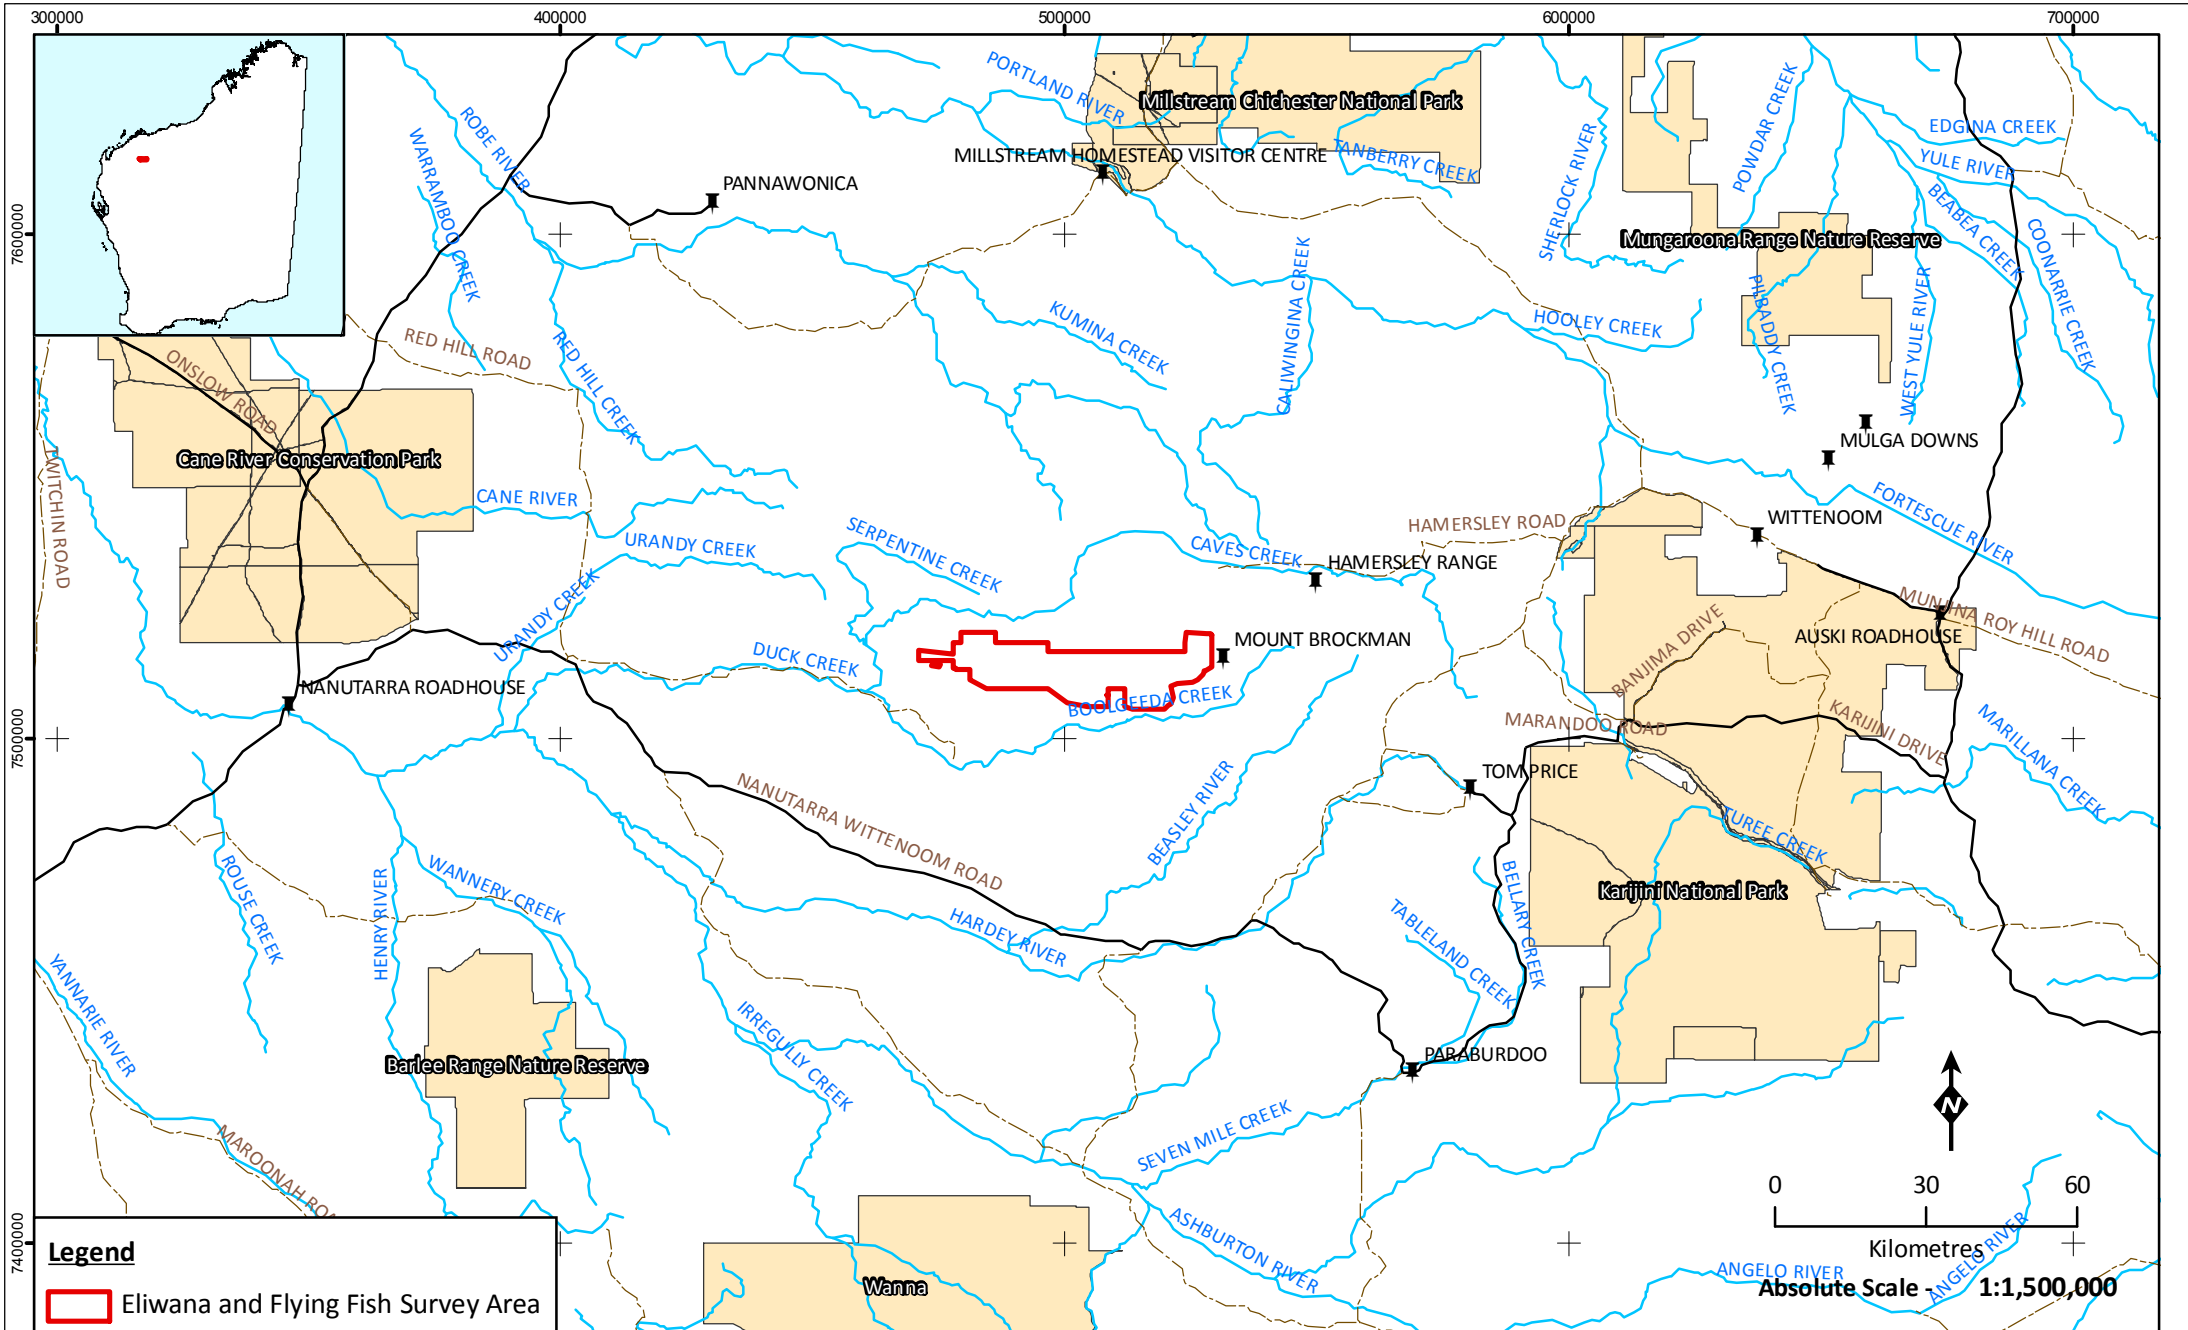 300000
400000
500000
600000
700000
7600000
7500000
7400000
PORTLAND RIVER
Millstream Chichester National Park
ROBE RIVER
WARRAMBOO CREEK
MILLSTREAM HOMESTEAD VISITOR CENTRE
TANBERRY CREEK
PANNAWONICA
SHERLOCK RIVER
POWDAR CREEK
EDGINA CREEK
YULE RIVER
BEABEA CREEK
COONARRIE CREEK
Mungaroona Range Nature Reserve
PILBADDY CREEK
WEST YULE RIVER
CALIWINGINA CREEK
KUMINA CREEK
HOOLEY CREEK
RED HILL ROAD
RED HILL CREEK
ONSLOW ROAD
Cane River Conservation Park
TWITCHIN ROAD
CANE RIVER
MULGA DOWNS
FORTESCUE RIVER
WITTENOOM
HAMERSLEY ROAD
URANDY CREEK
SERPENTINE CREEK
CAVES CREEK
HAMERSLEY RANGE
URANDY CREEK
MUNJINA ROY HILL ROAD
BANJIMA DRIVE
AUSKI ROADHOUSE
MOUNT BROCKMAN
DUCK CREEK
NANUTARRA ROADHOUSE
BOOLGEEDA CREEK
MARANDOO ROAD
KARIJINI DRIVE
MARILLANA CREEK
TOM PRICE
NANUTARRA WITTENOOM ROAD
BEASLEY RIVER
TUREE CREEK
ROUSE CREEK
HENRY RIVER
WANNERY CREEK
HARDEY RIVER
BELLARY CREEK
TABLELAND CREEK
Karijini National Park
YANNARIE RIVER
IRREGULLY CREEK
Barlee Range Nature Reserve
PARABURDOO
SEVEN MILE CREEK
MAROONAH ROA
ASHBURTON RIVER
Wanna
ANGELO RIVER
ANGELO RIVER
N
0 30 60
Kilometres
Absolute Scale - 1:1,500,000
Legend
Eliwana and Flying Fish Survey Area